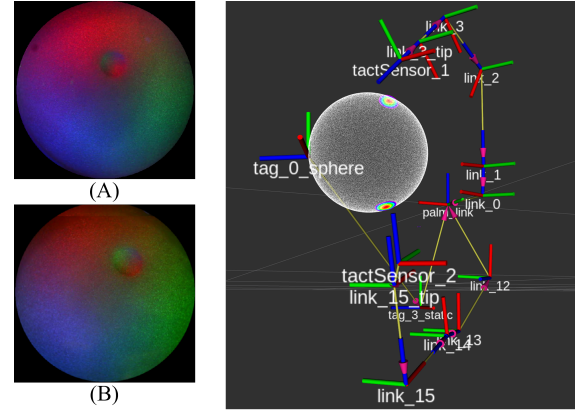 (A)
(B)
link_3
link_3_tip
tactSensor_1
link_2
tag_0_sphere
link_1
link_0
palm_link
tactSensor_2
link_15_tip
link_12
tag_3_static
link_13
link_14
link_15